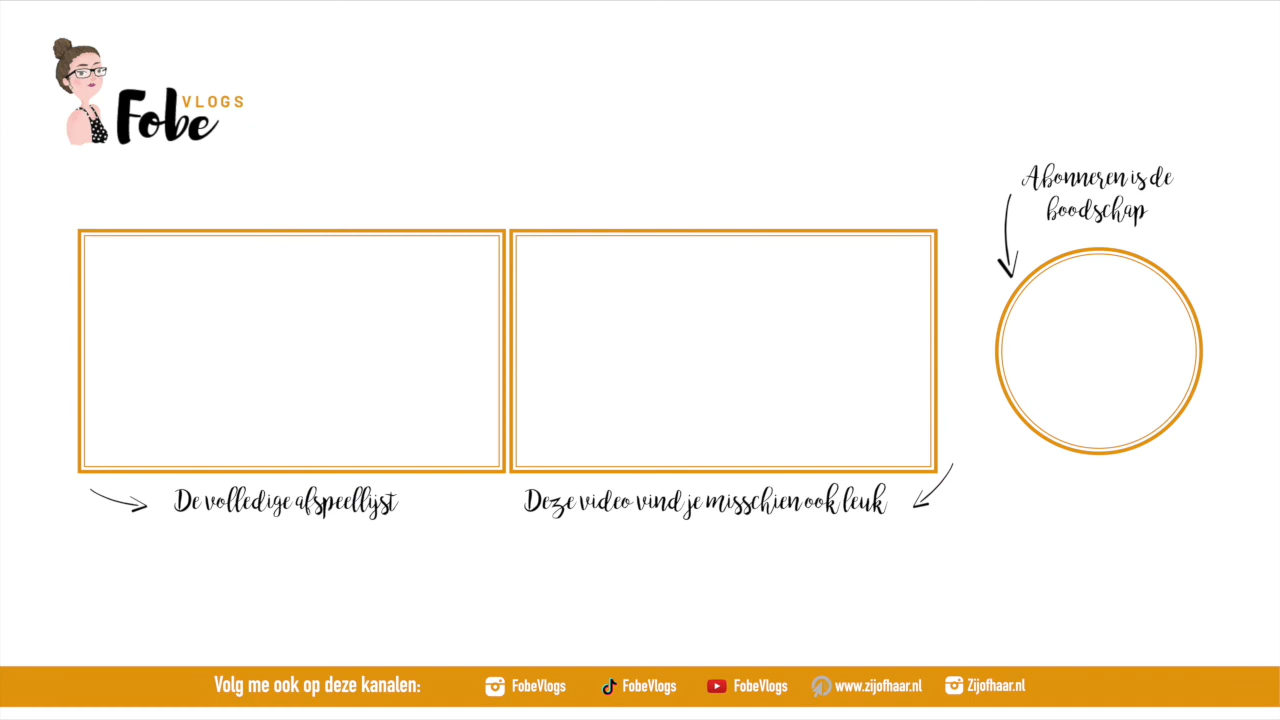 VLOGS
Fobe
Abonneren is de
boodschap
De volledige afspeellijst
Deze video vind je misschien ook leuk
Volg me ook op deze kanalen:
FobeVlogs
FobeVlogs
FobeVlogs
www.zijofhaar.nl
Zijofhaar.nl